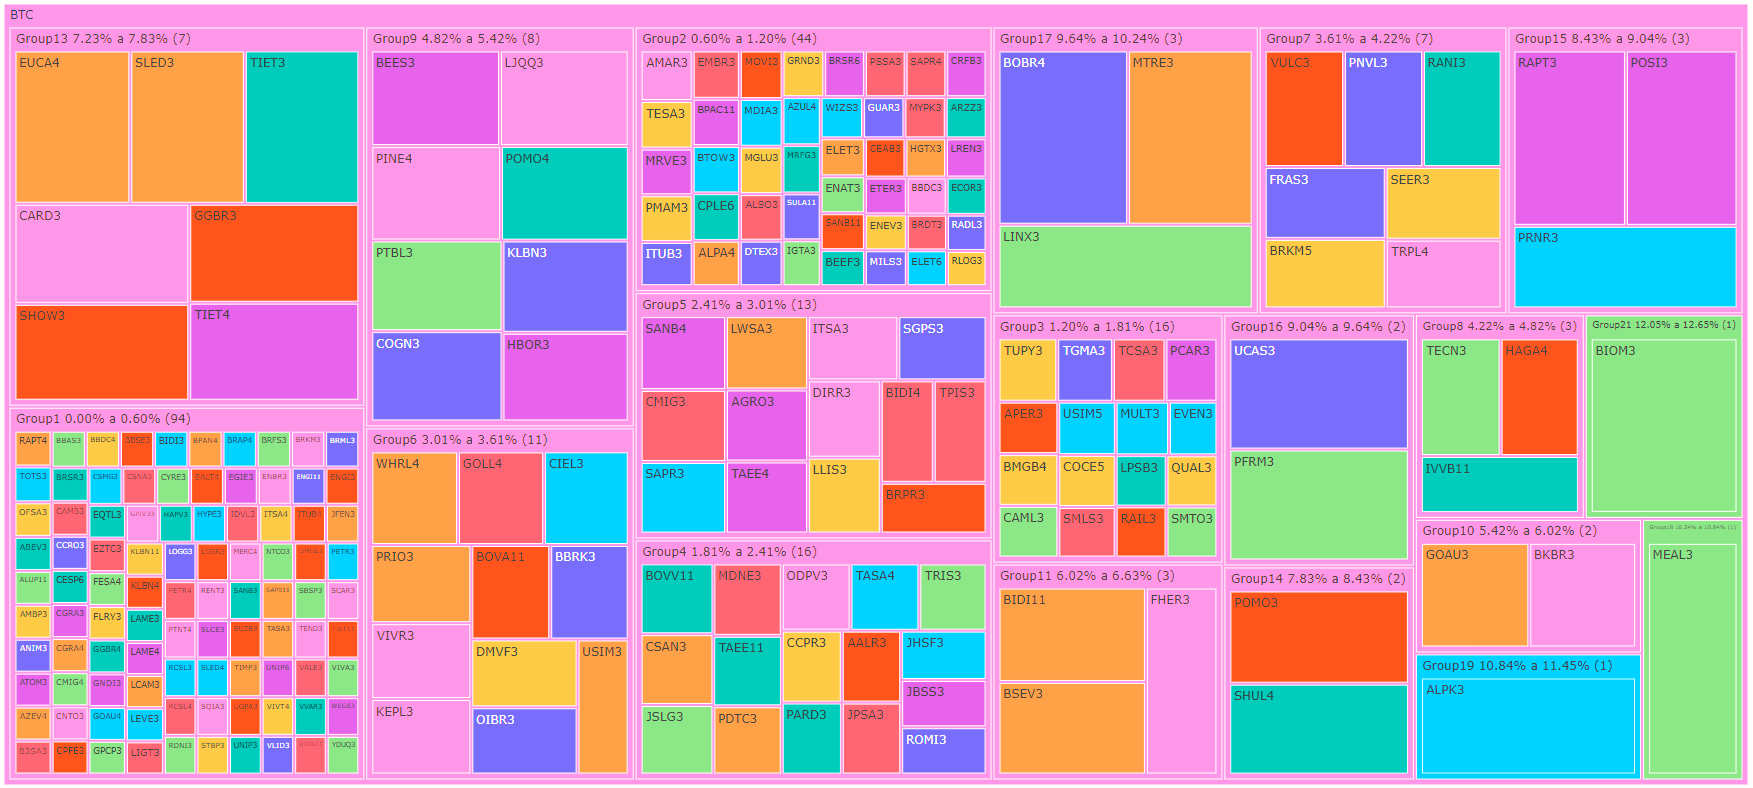 BTC
Group13 7.23% a 7.83% (7)
EUCA4
SLED3
TIET3
CARD3
GGBR3
SHOW3
TIET4
Group1 0.00% a 0.60% (94)
RAPT4
BBAS3
BBDC4
BBSE3
BIDI3
BPAN4
BRAP4
BRFS3
BRKM3
BRML3
TOTS3
BRSR3
CSMG3
CSNA3
CYRE3
EALT4
EGIE3
ENBR3
ENGI11
ENGI3
OFSA3
CAMB3
EQTL3
GPIV33
HAPV3
HYPE3
IDVL3
ITSA4
ITUB4
JFEN3
ABEV3
CCRO3
EZTC3
KLBN11
LOGG3
LOGN3
MERC4
NTCO3
PETR3
ALUP11
CESP6
FESA4
KLBN4
PETR4
RENT3
SANB3
SAPR11
SBSP3
SCAR3
AMBP3
CGRA3
FLRY3
LAME3
PTNT4
SLCE3
SUZB3
TASA3
TEND3
ANIM3
CGRA4
GGBR4
LAME4
RCSL3
SLED4
TIMP3
UNIP6
VALE3
VIVA3
ATOM3
CMIG4
GNDI3
LCAM3
RCSL4
SQIA3
UGPA3
VIVT4
VVAR3
WEGE3
AZEV4
CNTO3
GOAU4
LEVE3
B3SA3
CPFE3
GPCP3
LIGT3
RDNI3
STBP3
UNIP3
VLID3
YDUQ3
Group9 4.82% a 5.42% (8)
BEES3
LJQQ3
PINE4
POMO4
PTBL3
KLBN3
COGN3
HBOR3
Group6 3.01% a 3.61% (11)
WHRL4
GOLL4
CIEL3
PRIO3
BOVA11
BBRK3
VIVR3
DMVF3
USIM3
KEPL3
OIBR3
Group2 0.60% a 1.20% (44)
AMAR3
EMBR3
MOVI3
GRND3
BRSR6
PSSA3
SAPR4
CRFB3
TESA3
BPAC11
MDIA3
AZUL4
WIZS3
GUAR3
MYPK3
ARZZ3
MRVE3
BTOW3
MGLU3
MRFG3
ELET3
CEAB3
HGTX3
LREN3
PMAM3
CPLE6
ALSO3
SULA11
ENAT3
ETER3
BBDC3
ECOR3
SANB11
ENEV3
BRDT3
RADL3
ITUB3
ALPA4
DTEX3
IGTA3
BEEF3
MILS3
ELET6
RLOG3
Group5 2.41% a 3.01% (13)
SANB4
LWSA3
ITSA3
SGPS3
CMIG3
AGRO3
DIRR3
BIDI4
TPIS3
SAPR3
TAEE4
LLIS3
BRPR3
Group4 1.81% a 2.41% (16)
BOVV11
MDNE3
ODPV3
TASA4
TRIS3
CSAN3
TAEE11
CCPR3
AALR3
JHSF3
JBSS3
JSLG3
PDTC3
PARD3
JPSA3
ROMI3
Group17 9.64% a 10.24% (3)
BOBR4
MTRE3
LINX3
Group7 3.61% a 4.22% (7)
VULC3
PNVL3
RANI3
FRAS3
SEER3
BRKM5
TRPL4
Group15 8.43% a 9.04% (3)
RAPT3
POSI3
PRNR3
Group3 1.20% a 1.81% (16)
TUPY3
TGMA3
TCSA3
PCAR3
APER3
USIM5
MULT3
EVEN3
BMGB4
COCE5
LPSB3
QUAL3
CAML3
SMLS3
RAIL3
SMTO3
Group16 9.04% a 9.64% (2)
UCAS3
PFRM3
Group8 4.22% a 4.82% (3)
TECN3
HAGA4
IVVB11
Group21 12.05% a 12.65% (1)
BIOM3
Group11 6.02% a 6.63% (3)
BIDI11
FHER3
BSEV3
Group14 7.83% a 8.43% (2)
POMO3
SHUL4
Group10 5.42% a 6.02% (2)
GOAU3
BKBR3
Group19 10.84% a 11.45% (1)
ALPK3
Group18 10.24% a 10.84% (1)
MEAL3